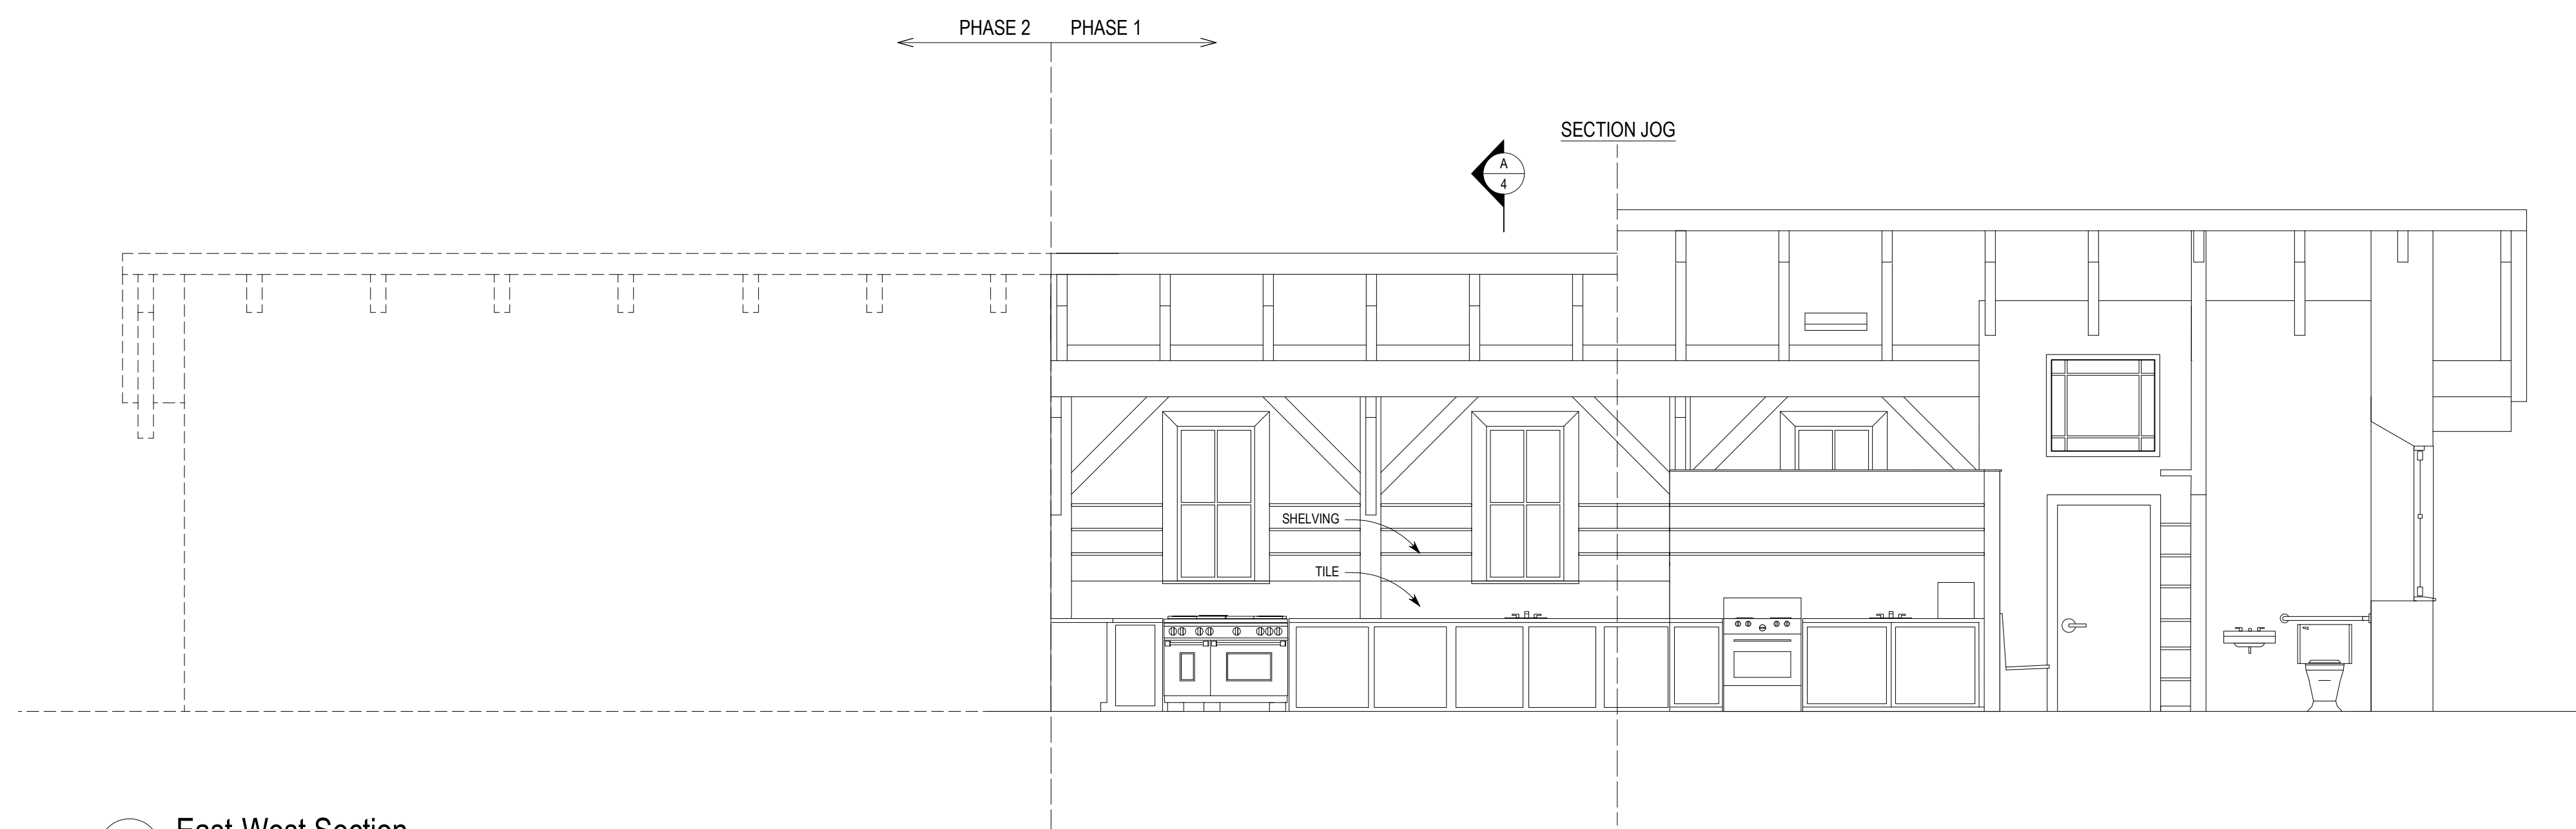 PHASE 2 PHASE 1
SECTION JOG
A
4
SHELVING
TILE
East-West Section